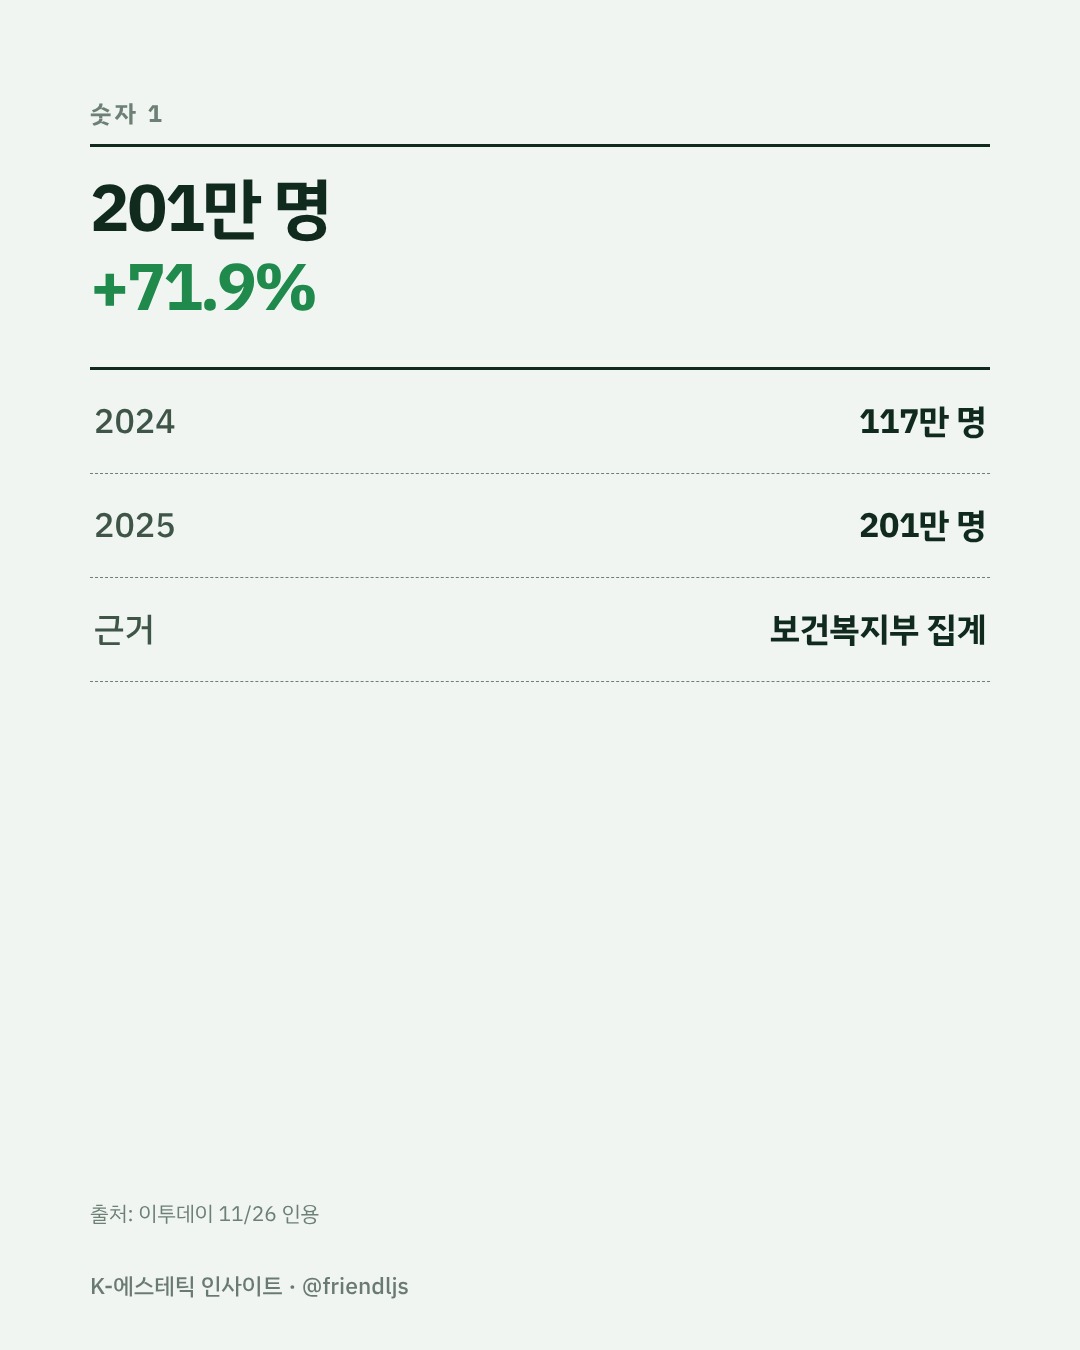 숫자 1
201만 명
+71.9%
2024 117만 명
2025 201만 명
근거 보건복지부 집계
출처: 이투데이 11/26 인용
K-에스테틱 인사이트 · @friendljs